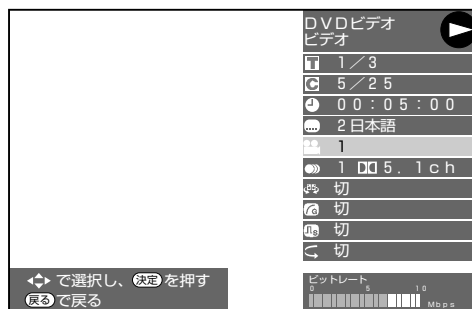 ＤＶＤビデオ
ビデオ
T １／３
C ５／２５
００：０５：００
２日本語
１
１ DD５．１ｃｈ
切
G 切
S 切
切
で選択し、決定を押す
戻るで戻る
ビットレート
0 5 10
Mbps